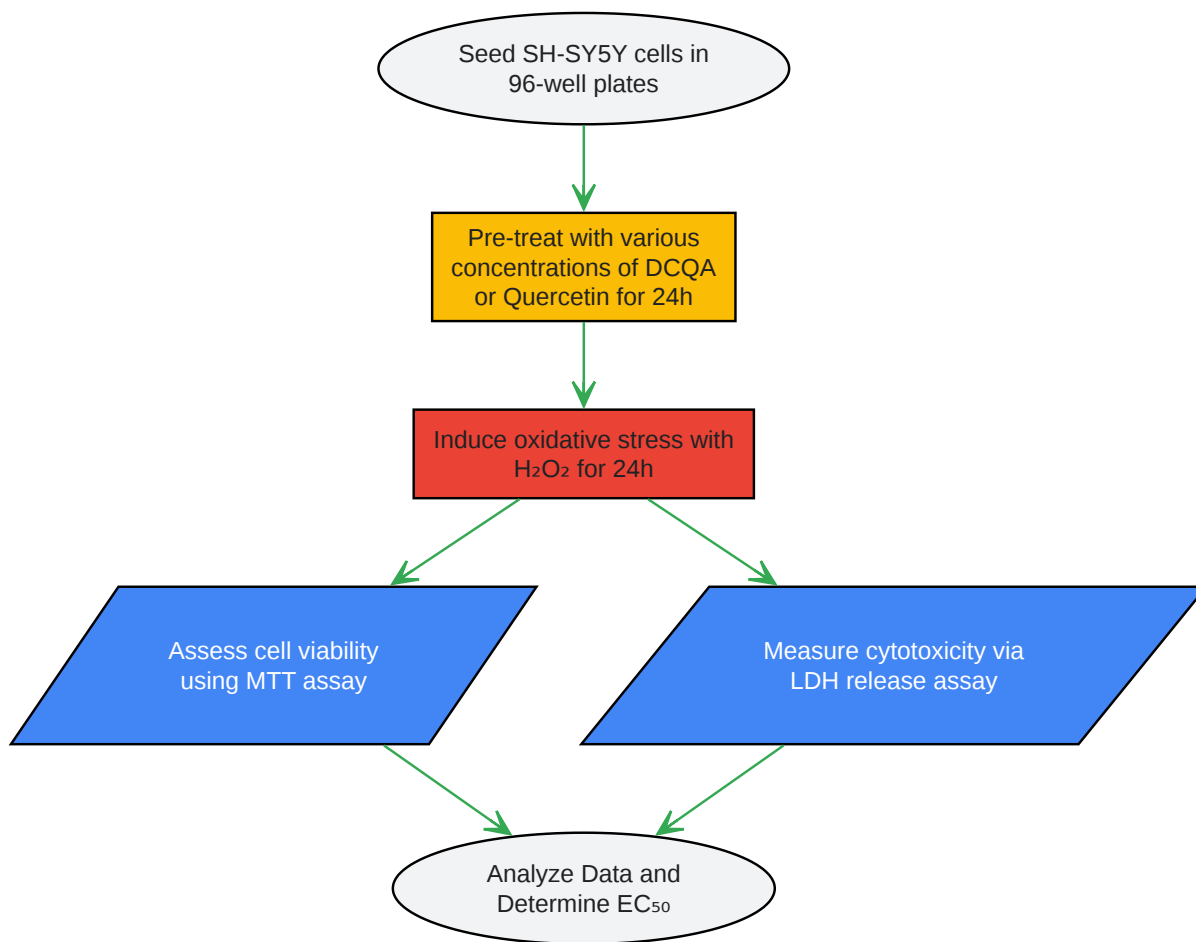 Seed SH-SY5Y cells in
96-well plates
Pre-treat with various
concentrations of DCQA
or Quercetin for 24h
Induce oxidative stress with
H₂O₂ for 24h
Assess cell viability
using MTT assay
Measure cytotoxicity via
LDH release assay
Analyze Data and
Determine EC₅₀